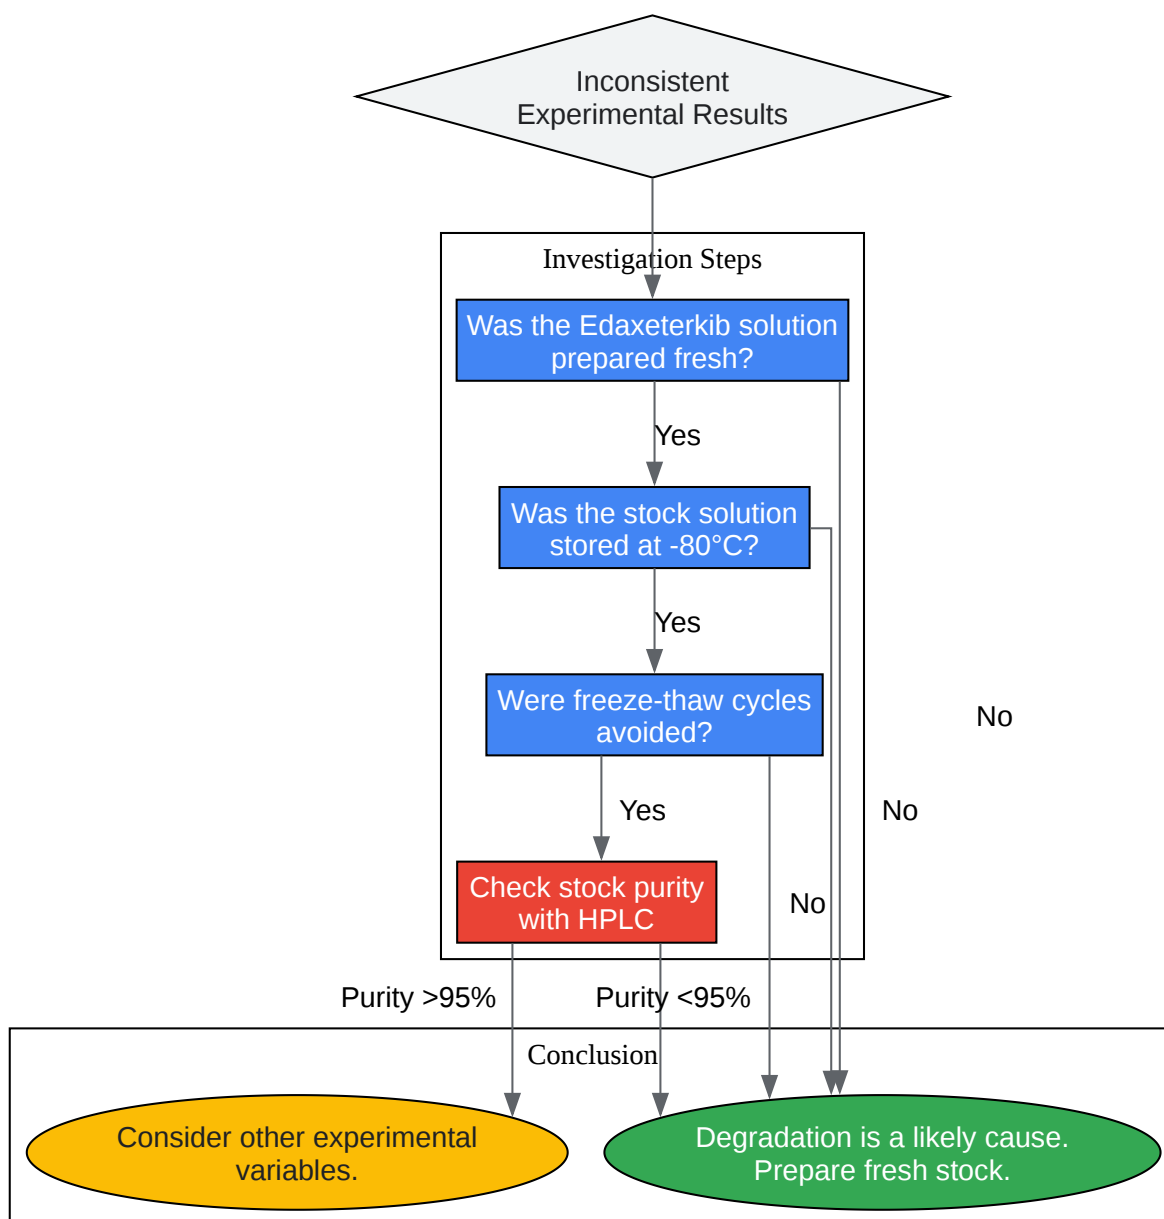 Inconsistent
Experimental Results
Investigation Steps
Was the Edaxeterkib solution
prepared fresh?
Yes
Was the stock solution
stored at -80°C?
Yes
Were freeze-thaw cycles
avoided?
No
Yes
No
Check stock purity
with HPLC
No
Purity >95%
Purity <95%
Conclusion
Consider other experimental
variables.
Degradation is a likely cause.
Prepare fresh stock.